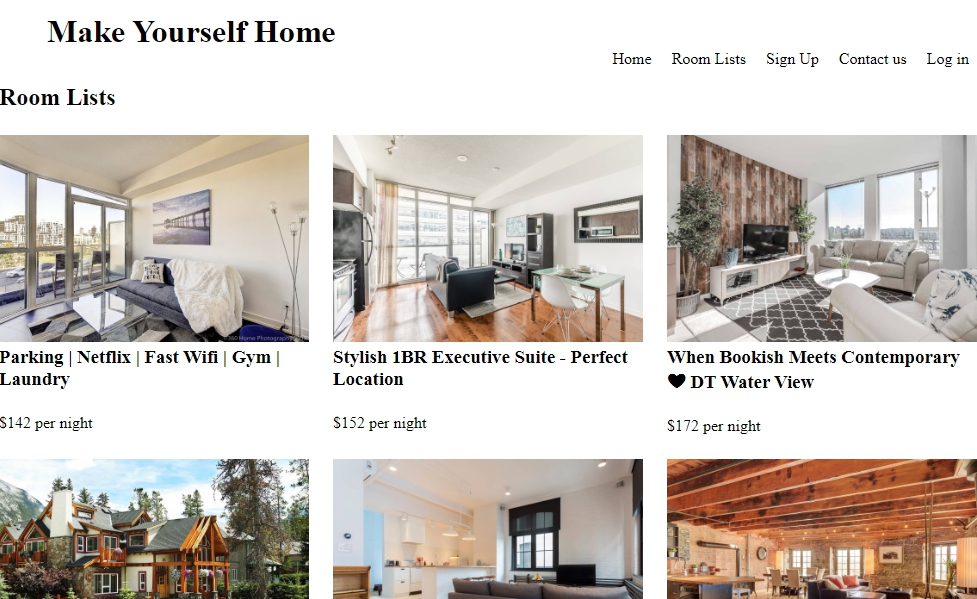 Make Yourself Home
Home Room Lists Sign Up Contact us Log in
Room Lists
Parking | Netflix | Fast Wifi | Gym |
Laundry
$142 per night
Stylish 1BR Executive Suite - Perfect
Location
$152 per night
When Bookish Meets Contemporary
🖤 DT Water View
$172 per night